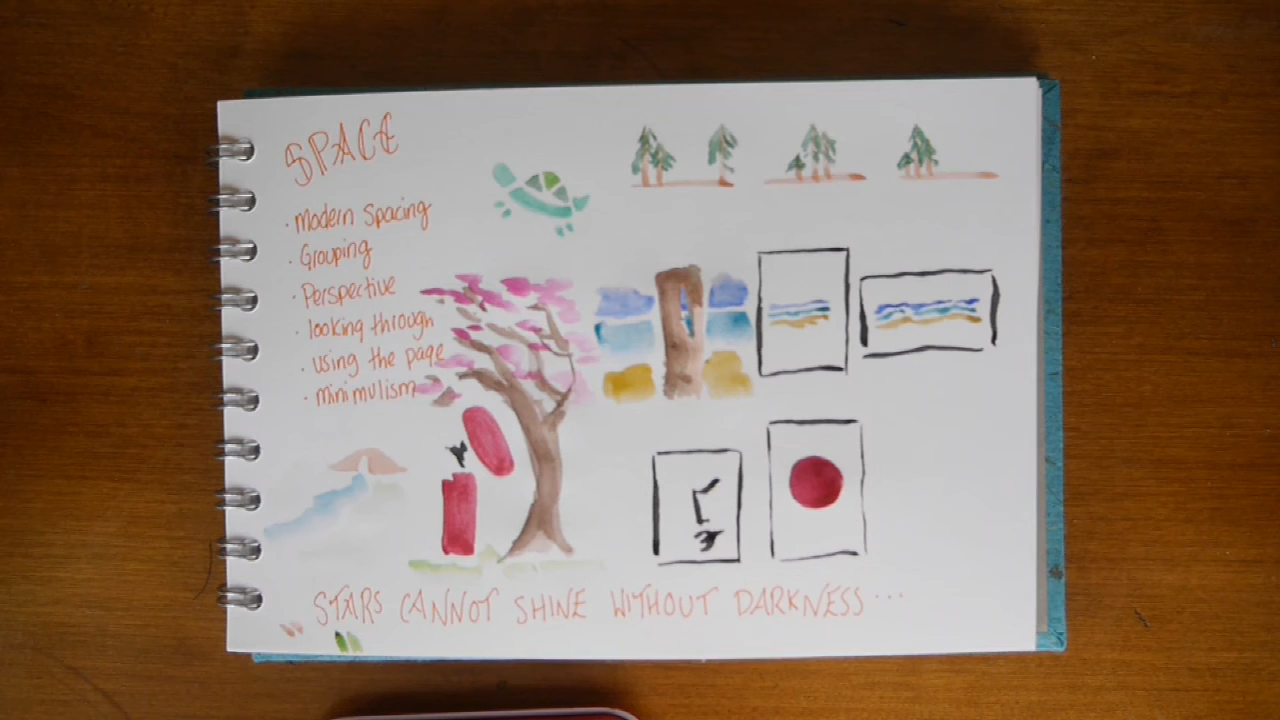 SPACE
· Modern Spacing
· Grouping
· Perspective
· looking through
· using the page
· minimulism
STARS CANNOT SHINE WITHOUT DARKNESS...